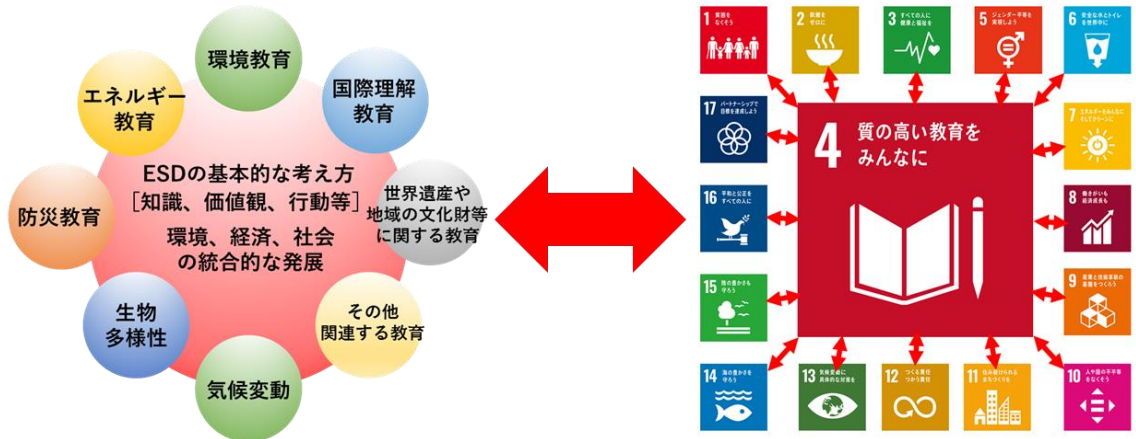 環境教育
国際理解
教育
世界遺産や
地域の文化財等
に関する教育
その他
関連する教育
気候変動
生物
多様性
防災教育
エネルギー
教育
ESDの基本的な考え方
[知識、価値観、行動等]
環境、経済、社会
の統合的な発展
1 貧困を
なくそう
2 飢餓を
ゼロに
3 すべての人に
健康と福祉を
5 ジェンダー平等を
実現しよう
6 安全な水とトイレ
を世界中に
17 パートナーシップで
目標を達成しよう
4 質の高い教育を
みんなに
7 エネルギーをみんなに
そしてクリーンに
16 平和と公正を
すべての人に
8 働きがいも
経済成長も
15 陸の豊かさも
守ろう
9 産業と技術革新の
基盤をつくろう
14 海の豊かさを
守ろう
13 気候変動に
具体的な対策を
12 つくる責任
つかう責任
11 住み続けられる
まちづくりを
10 人や国の不平等
をなくそう